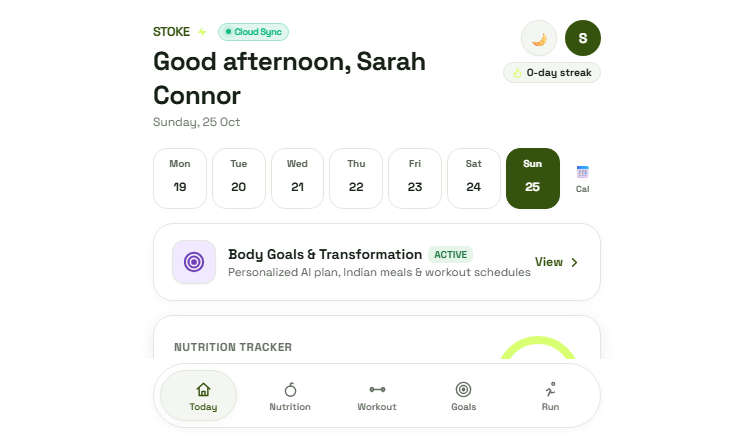 STOKE
Cloud Sync
Good afternoon, Sarah
Connor
Sunday, 25 Oct
S
0-day streak
Mon
19
Tue
20
Wed
21
Thu
22
Fri
23
Sat
24
Sun
25
Cal
Body Goals & Transformation
ACTIVE
Personalized AI plan, Indian meals & workout schedules
View
NUTRITION TRACKER
Today
Nutrition
Workout
Goals
Run